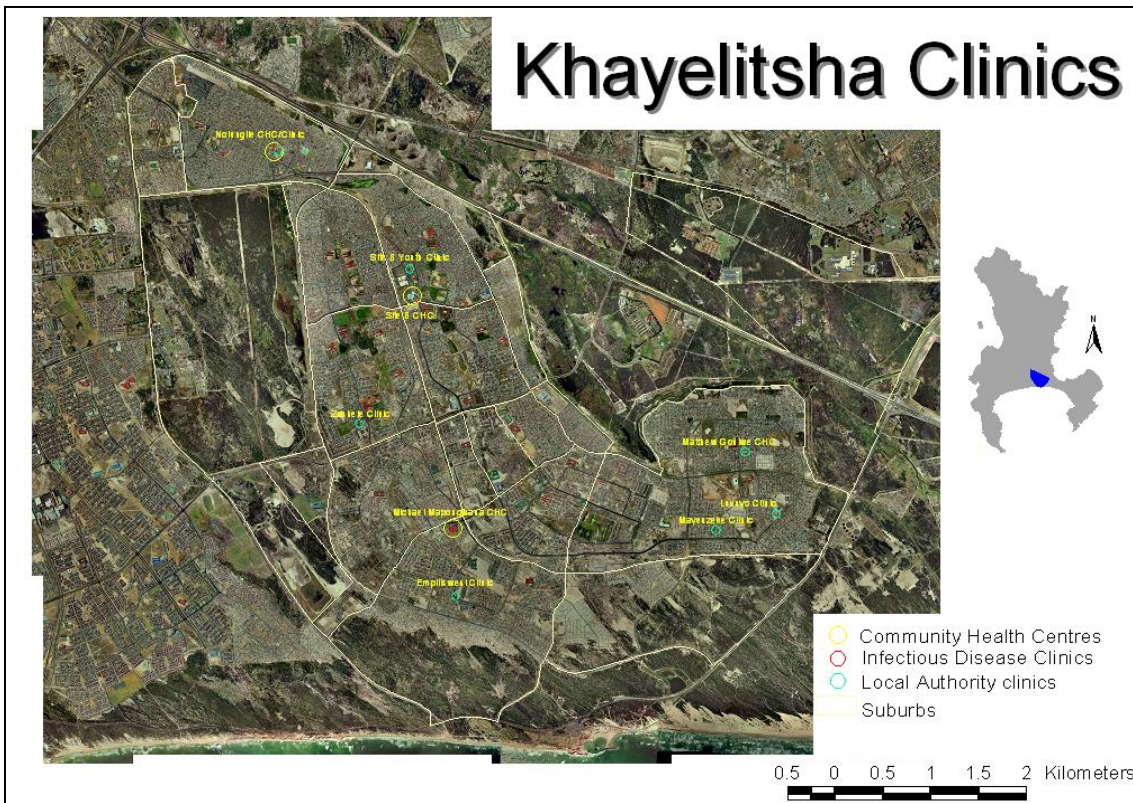 Khayelitsha Clinics
Nolungile CHC/Clinic
Site B Youth Clinic
Site B CHC
Zakhele Clinic
Mathew Goniwe CHC
Luvuyo Clinic
Mayenzeke Clinic
Michael Mapongwana CHC
Empilisweni Clinic
N
Community Health Centres
Infectious Disease Clinics
Local Authority clinics
Suburbs
0.5 0 0.5 1 1.5 2 Kilometers